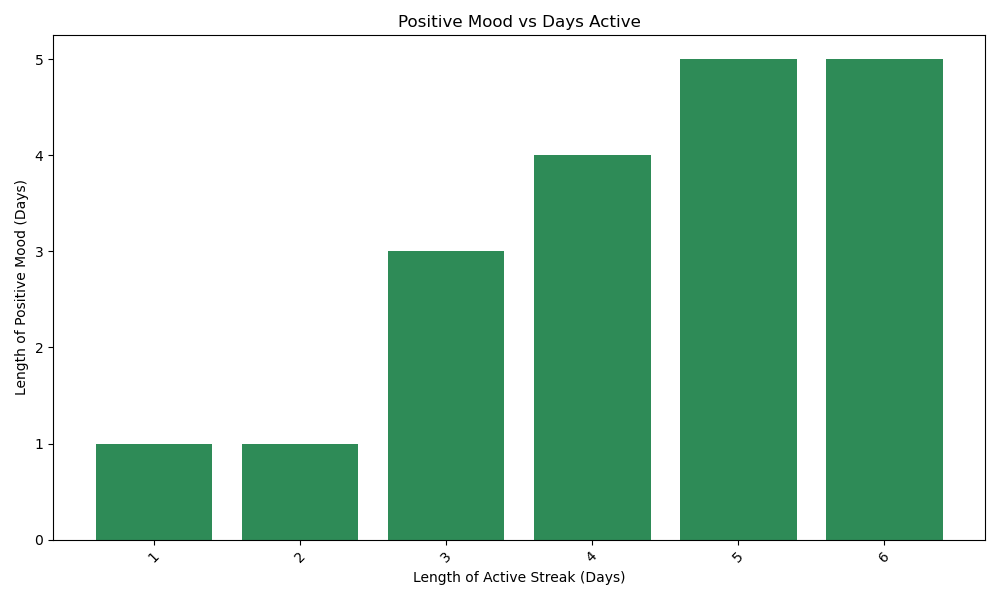 Positive Mood vs Days Active
Length of Positive Mood (Days)
5
4
3
2
1
0
1 2 3 4 5 6
Length of Active Streak (Days)